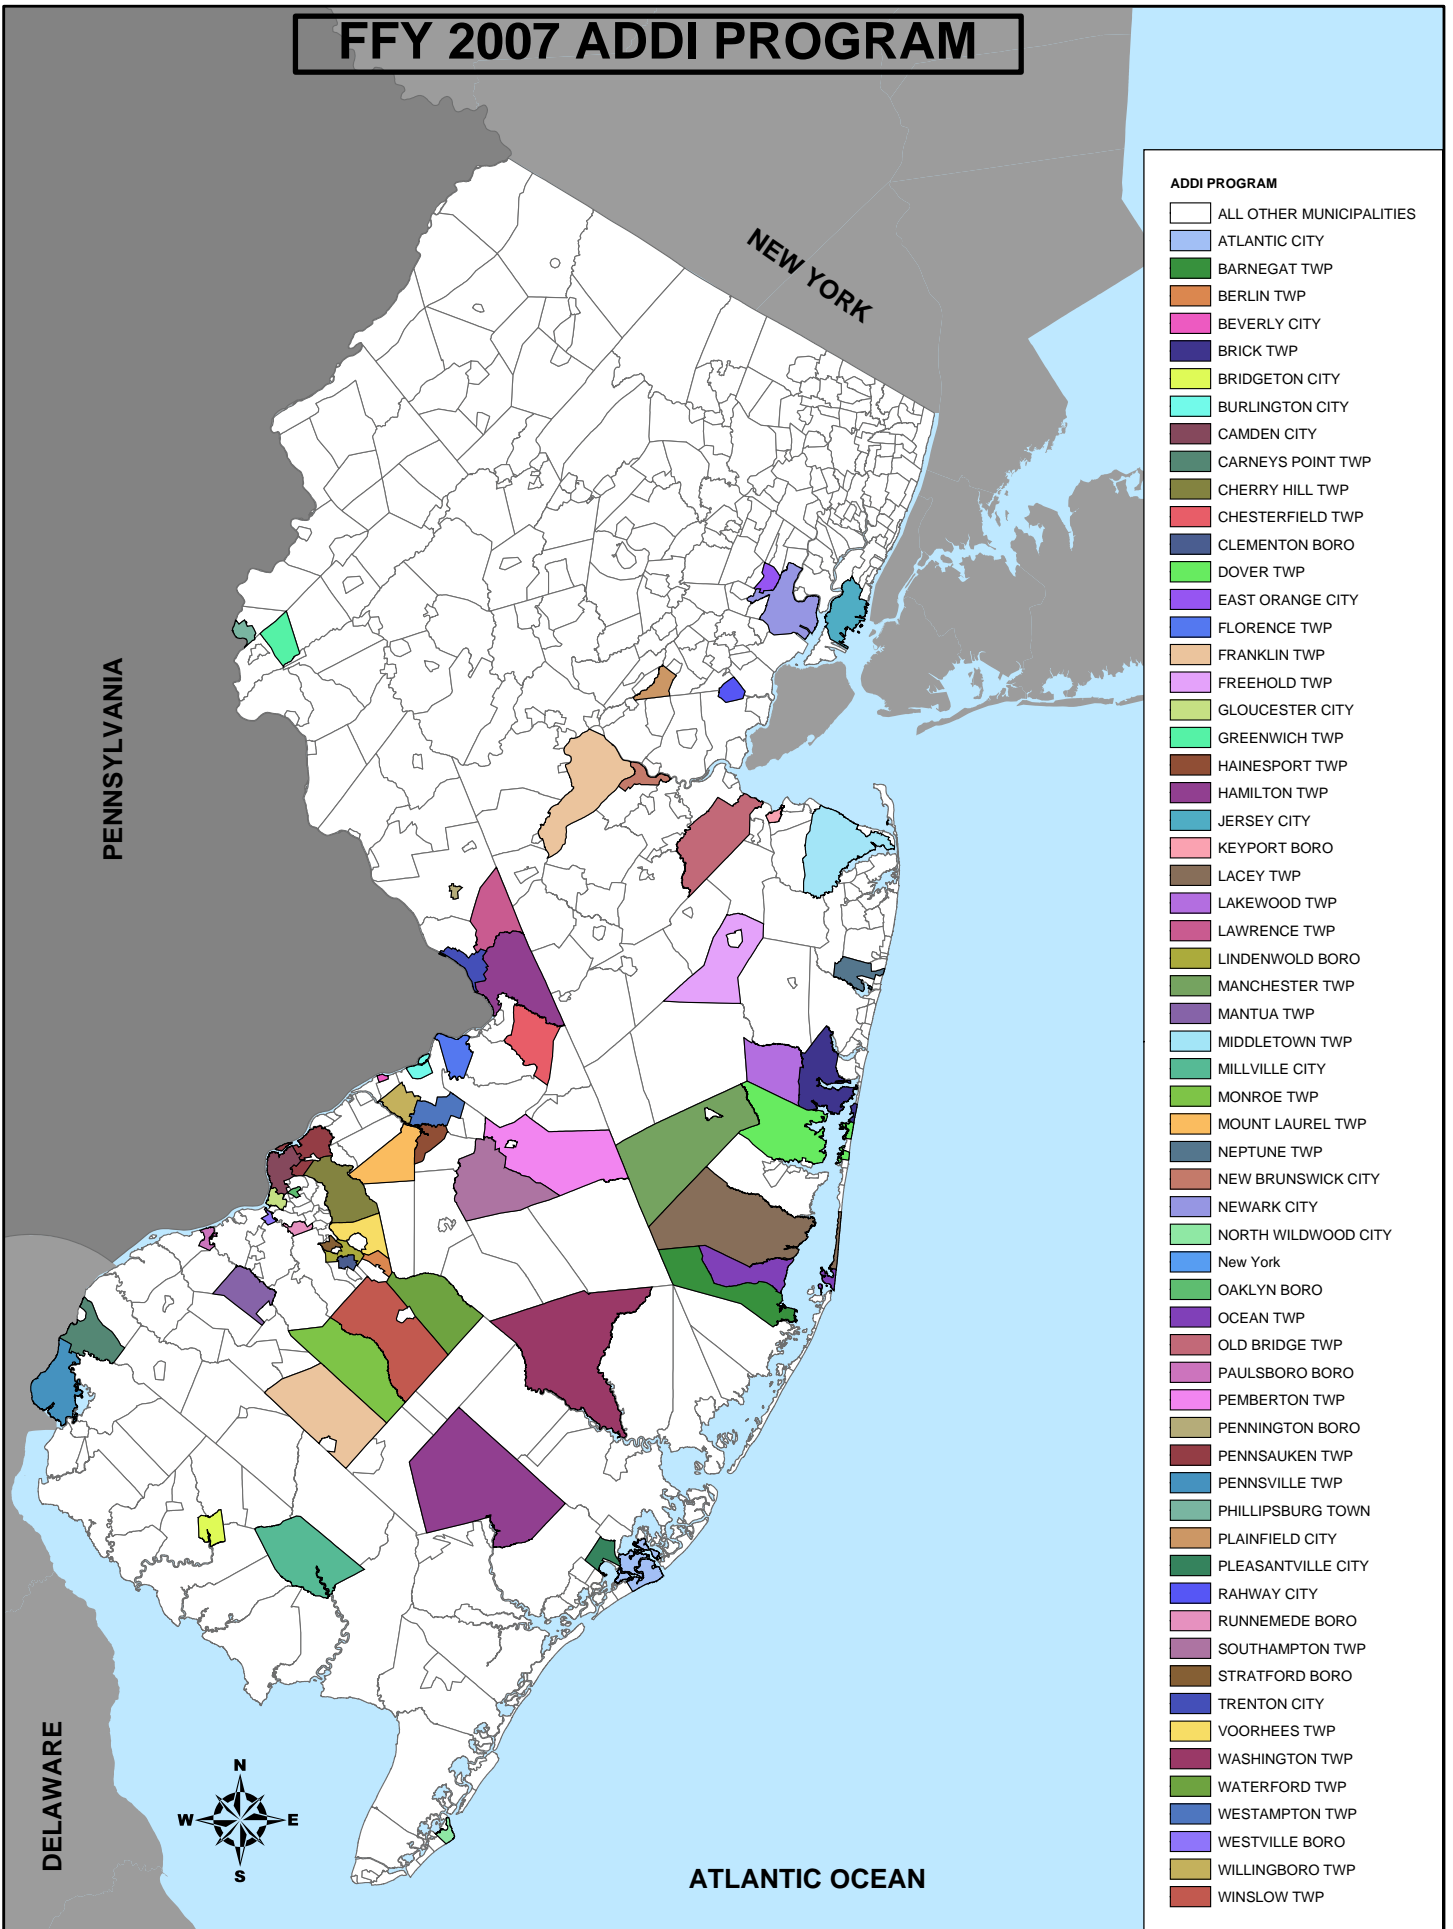 FFY 2007 ADDI PROGRAM
NEW YORK
PENNSYLVANIA
DELAWARE
N
W E
S
ATLANTIC OCEAN
ADDI PROGRAM
ALL OTHER MUNICIPALITIES
ATLANTIC CITY
BARNEGAT TWP
BERLIN TWP
BEVERLY CITY
BRICK TWP
BRIDGETON CITY
BURLINGTON CITY
CAMDEN CITY
CARNEYS POINT TWP
CHERRY HILL TWP
CHESTERFIELD TWP
CLEMENTON BORO
DOVER TWP
EAST ORANGE CITY
FLORENCE TWP
FRANKLIN TWP
FREEHOLD TWP
GLOUCESTER CITY
GREENWICH TWP
HAINESPORT TWP
HAMILTON TWP
JERSEY CITY
KEYPORT BORO
LACEY TWP
LAKEWOOD TWP
LAWRENCE TWP
LINDENWOLD BORO
MANCHESTER TWP
MANTUA TWP
MIDDLETOWN TWP
MILLVILLE CITY
MONROE TWP
MOUNT LAUREL TWP
NEPTUNE TWP
NEW BRUNSWICK CITY
NEWARK CITY
NORTH WILDWOOD CITY
New York
OAKLYN BORO
OCEAN TWP
OLD BRIDGE TWP
PAULSBORO BORO
PEMBERTON TWP
PENNINGTON BORO
PENNSAUKEN TWP
PENNSVILLE TWP
PHILLIPSBURG TOWN
PLAINFIELD CITY
PLEASANTVILLE CITY
RAHWAY CITY
RUNNEMEDE BORO
SOUTHAMPTON TWP
STRATFORD BORO
TRENTON CITY
VOORHEES TWP
WASHINGTON TWP
WATERFORD TWP
WESTAMPTON TWP
WESTVILLE BORO
WILLINGBORO TWP
WINSLOW TWP